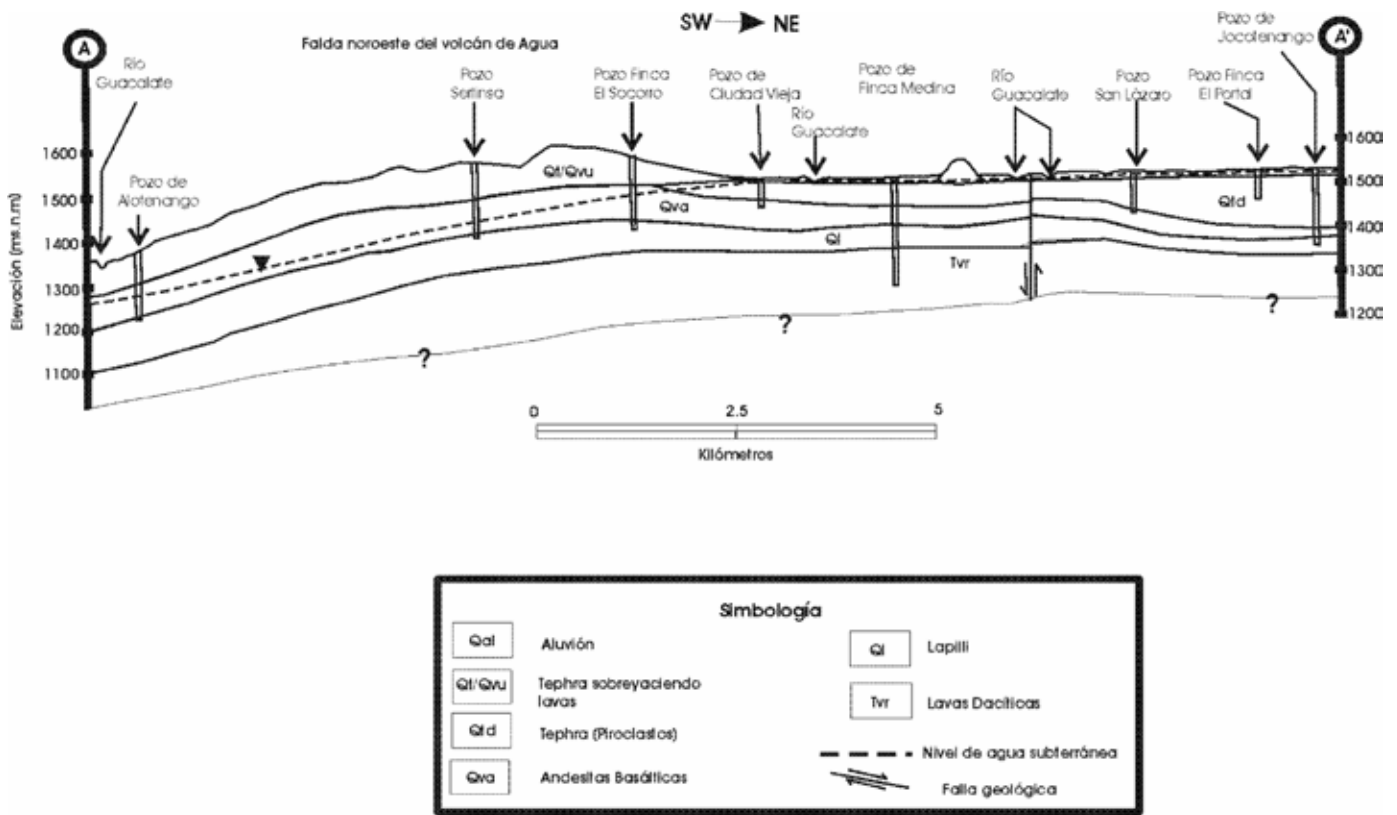 SW NE
A
Falda noroeste del volcán de Agua
A'
Río
Guacalate
Pozo de
Alotenango
Pozo
Serlinsa
Pozo Finca
El Socorro
Pozo de
Ciudad Vieja
Río
Guacalate
Pozo de
Finca Medina
Río
Guacalate
Pozo
San Lázaro
Pozo Finca
El Portal
Pozo de
Jocotenango
Elevación (mt.n.m)
1600
1500
1400
1300
1200
1100
1600
1500
1400
1300
1200
Qt/Qvu
Qva
Ql
Tvr
Qtd
?
?
?
0 2.5 5
Kilómetros
Simbología
Qal Aluvión
Qt/Qvu Tephra sobreyaciendo
lavas
Qtd Tephra (Piroclastos)
Qva Andesitas Basálticas
Ql Lapilli
Tvr Lavas Dacíticas
Nivel de agua subterránea
Falla geológica